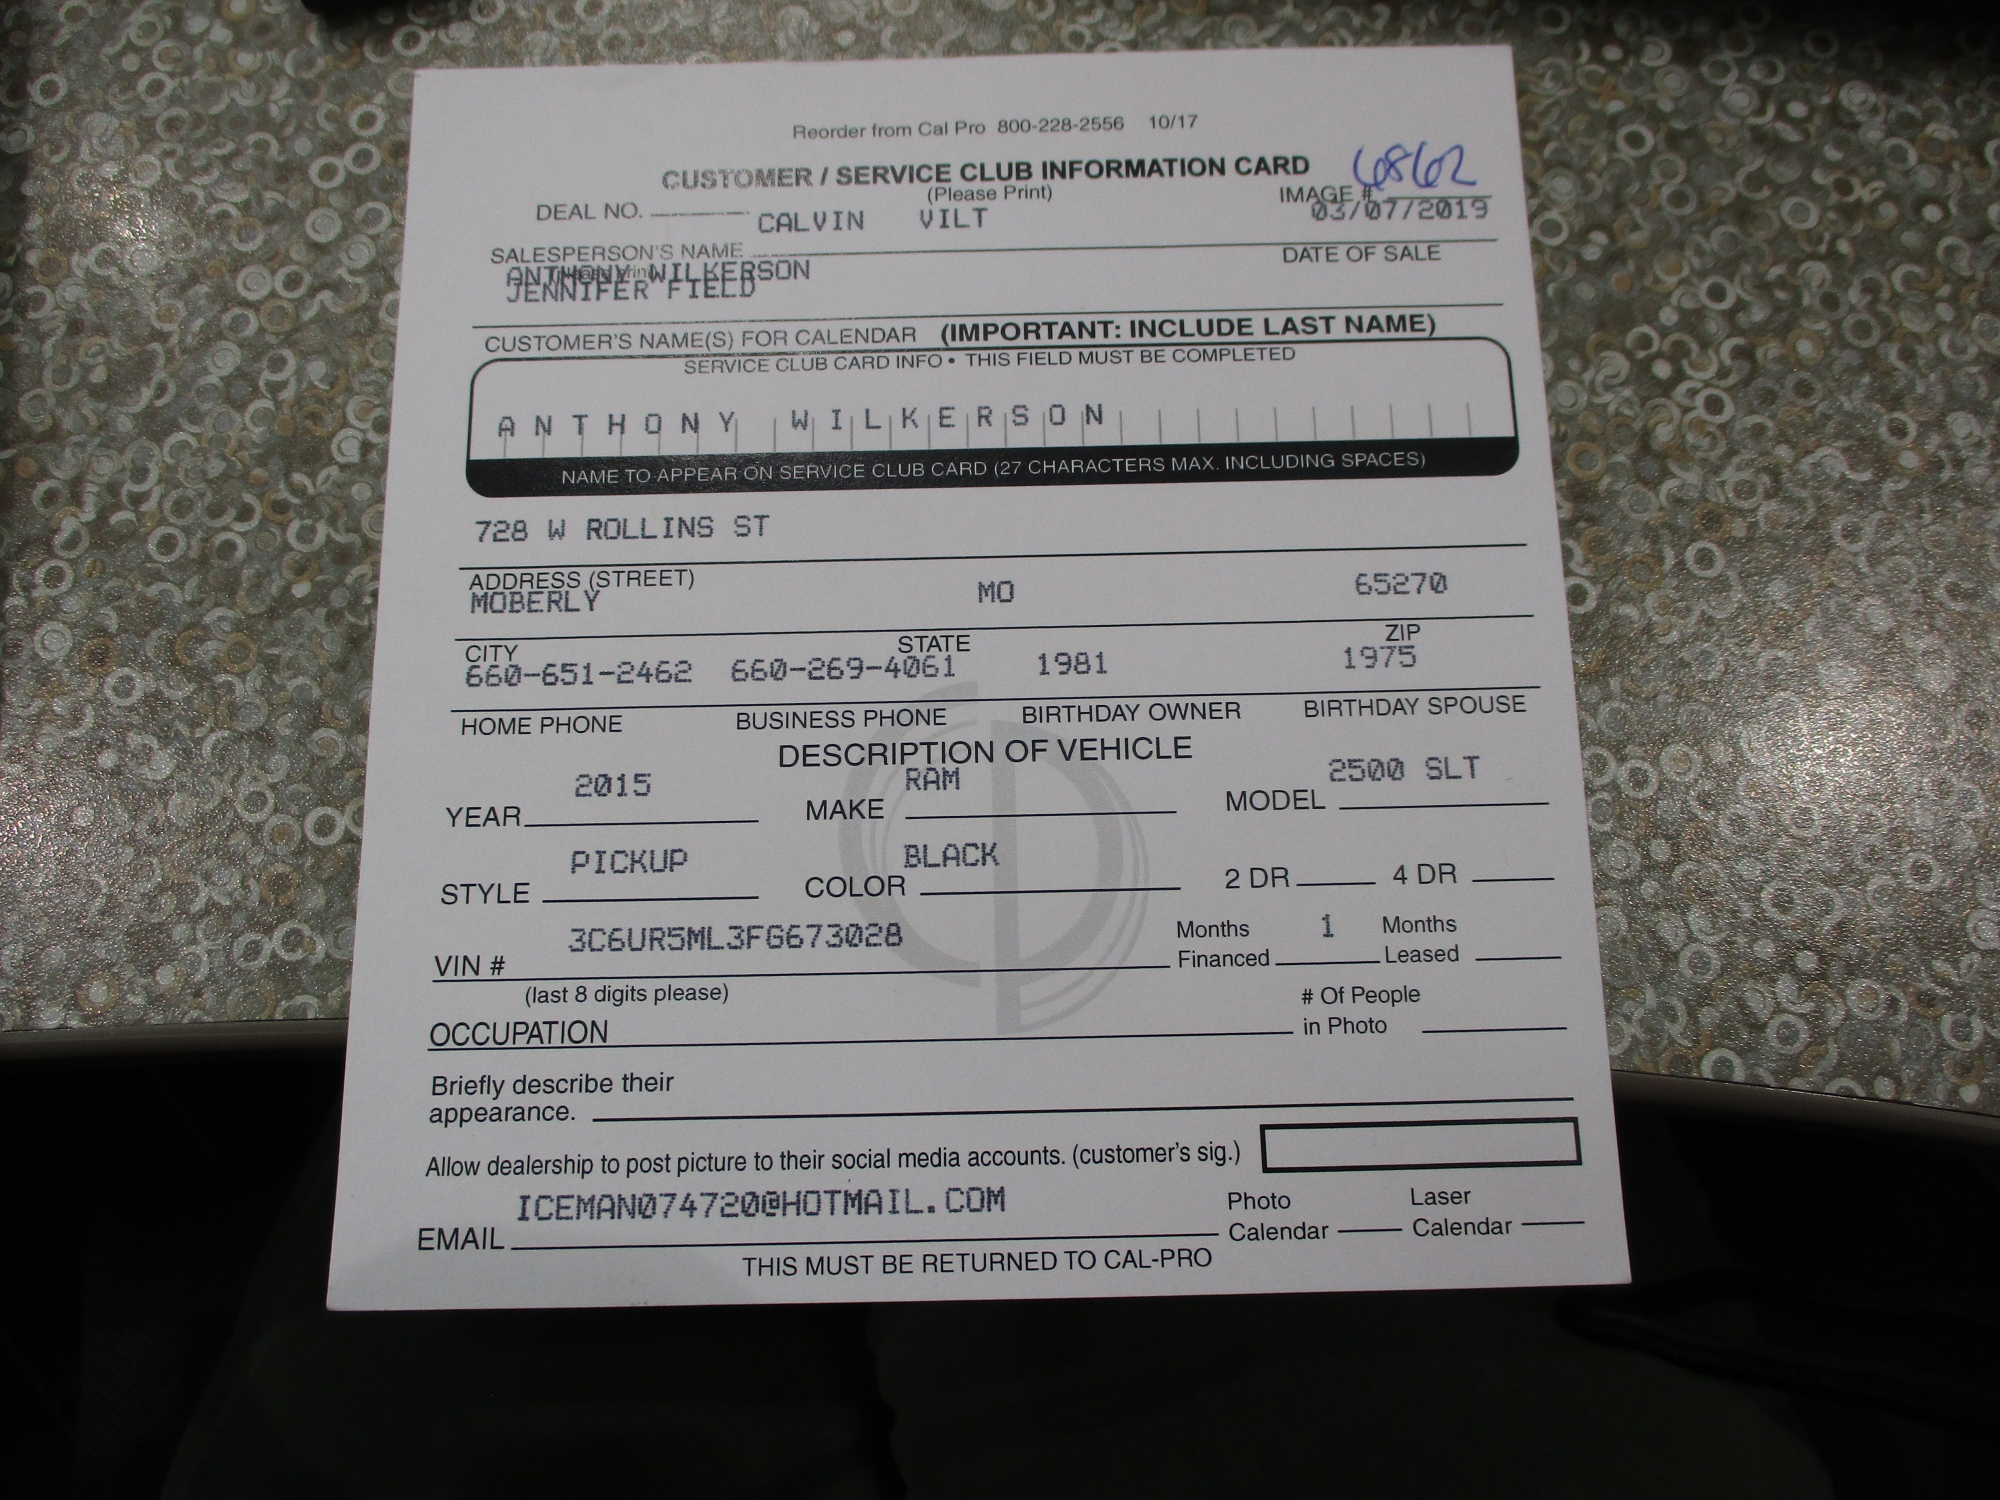 Reorder from Cal Pro 800-228-2556 10/17
CUSTOMER / SERVICE CLUB INFORMATION CARD
(Please Print)
IMAGE # 6862
DEAL NO. CALVIN VILT 03/07/2019
SALESPERSON'S NAME DATE OF SALE
ANTHONY WILKERSON
JENNIFER FIELD
CUSTOMER'S NAME(S) FOR CALENDAR (IMPORTANT: INCLUDE LAST NAME)
SERVICE CLUB CARD INFO • THIS FIELD MUST BE COMPLETED
ANTHONY WILKERSON
NAME TO APPEAR ON SERVICE CLUB CARD (27 CHARACTERS MAX. INCLUDING SPACES)
728 W ROLLINS ST
ADDRESS (STREET)
MOBERLY MO 65270
CITY STATE ZIP
660-651-2462 660-269-4061 1981 1975
HOME PHONE BUSINESS PHONE BIRTHDAY OWNER BIRTHDAY SPOUSE
DESCRIPTION OF VEHICLE
2015 RAM 2500 SLT
YEAR MAKE MODEL
PICKUP BLACK
STYLE COLOR 2 DR 4 DR
3C6UR5ML3FG673028 Months 1 Months
VIN # Financed Leased
(last 8 digits please) # Of People
OCCUPATION in Photo
Briefly describe their
appearance.
Allow dealership to post picture to their social media accounts. (customer's sig.)
ICEMAN074720@HOTMAIL.COM Photo Laser
EMAIL Calendar Calendar
THIS MUST BE RETURNED TO CAL-PRO